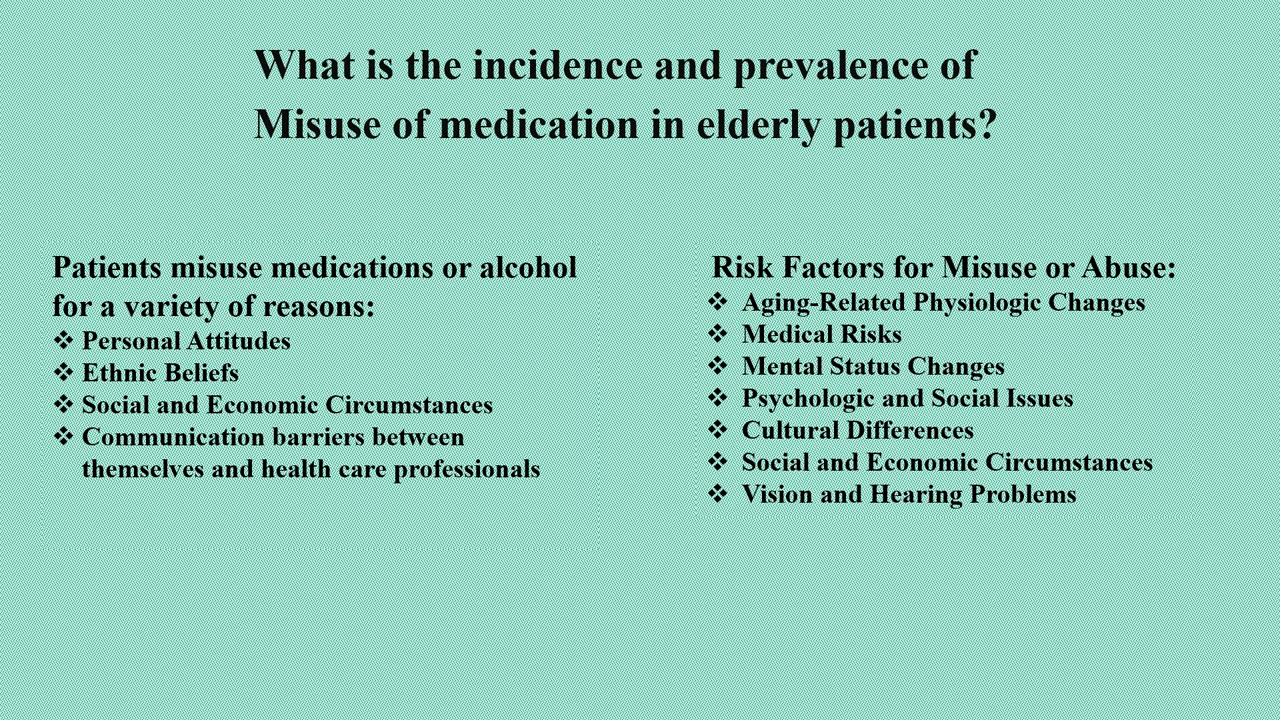 What is the incidence and prevalence of
Misuse of medication in elderly patients?
Patients misuse medications or alcohol
for a variety of reasons:
❖ Personal Attitudes
❖ Ethnic Beliefs
❖ Social and Economic Circumstances
❖ Communication barriers between
themselves and health care professionals
Risk Factors for Misuse or Abuse:
❖ Aging-Related Physiologic Changes
❖ Medical Risks
❖ Mental Status Changes
❖ Psychologic and Social Issues
❖ Cultural Differences
❖ Social and Economic Circumstances
❖ Vision and Hearing Problems